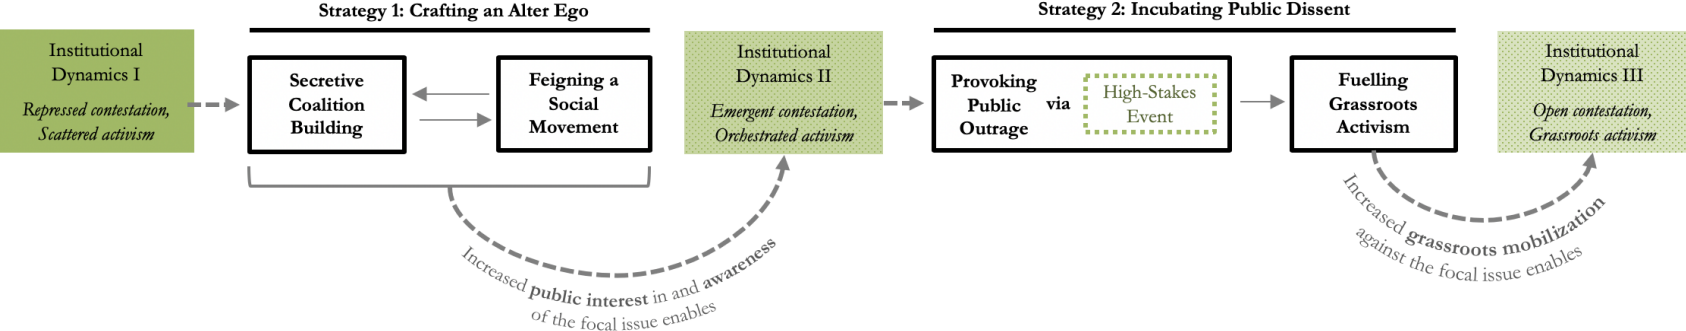 Strategy 1: Crafting an Alter Ego
Strategy 2: Incubating Public Dissent
Institutional
Dynamics I
Repressed contestation,
Scattered activism
Secretive
Coalition
Building
Feigning a
Social
Movement
Institutional
Dynamics II
Emergent contestation,
Orchestrated activism
Provoking
Public
Outrage
via
High-Stakes
Event
Fuelling
Grassroots
Activism
Institutional
Dynamics III
Open contestation,
Grassroots activism
Increased public interest in and awareness
of the focal issue enables
Increased grassroots mobilization
against the focal issue enables